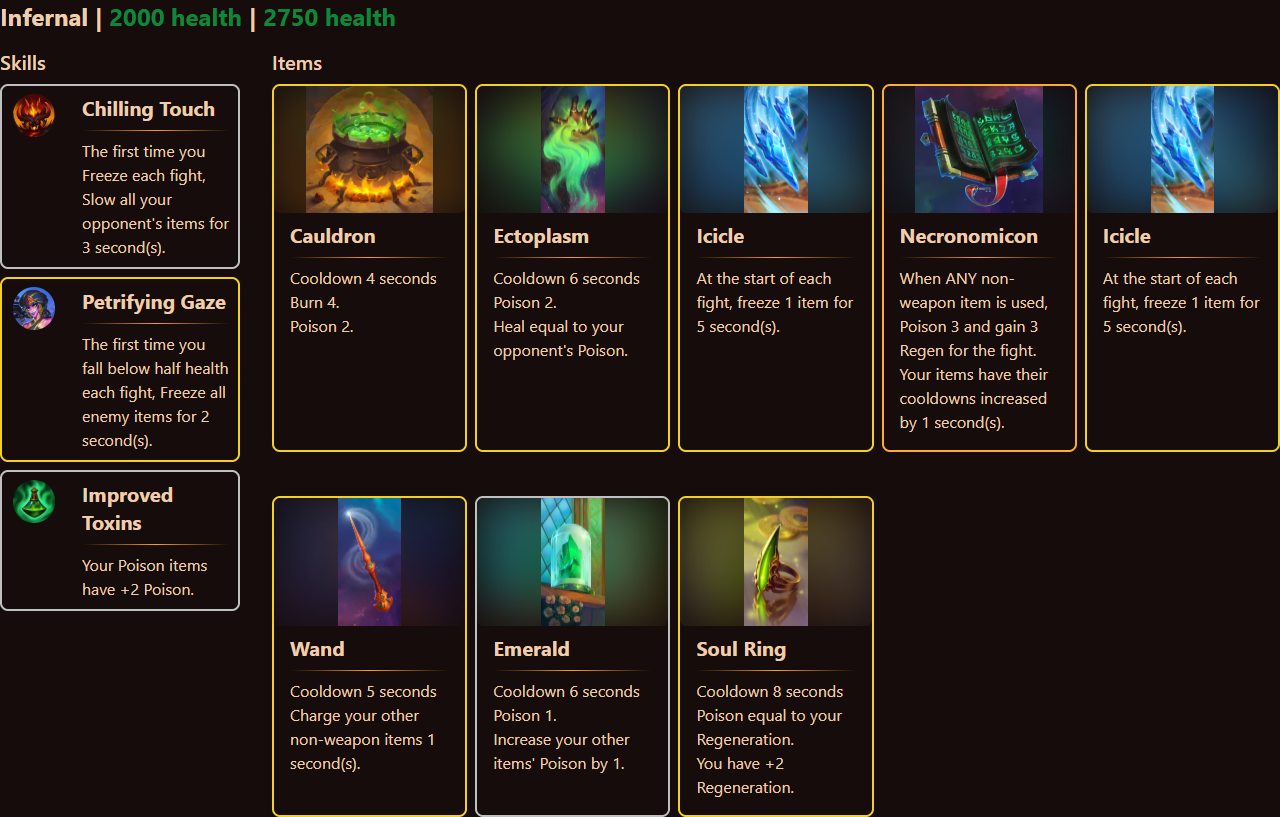 Infernal | 2000 health | 2750 health
Skills
Chilling Touch
The first time you
Freeze each fight,
Slow all your
opponent's items for
3 second(s).
Petrifying Gaze
The first time you
fall below half health
each fight, Freeze all
enemy items for 2
second(s).
Improved
Toxins
Your Poison items
have +2 Poison.
Items
Cauldron
Cooldown 4 seconds
Burn 4.
Poison 2.
Ectoplasm
Cooldown 6 seconds
Poison 2.
Heal equal to your
opponent's Poison.
Icicle
At the start of each
fight, freeze 1 item for
5 second(s).
Necronomicon
When ANY non-
weapon item is used,
Poison 3 and gain 3
Regen for the fight.
Your items have their
cooldowns increased
by 1 second(s).
Icicle
At the start of each
fight, freeze 1 item for
5 second(s).
Wand
Cooldown 5 seconds
Charge your other
non-weapon items 1
second(s).
Emerald
Cooldown 6 seconds
Poison 1.
Increase your other
items' Poison by 1.
Soul Ring
Cooldown 8 seconds
Poison equal to your
Regeneration.
You have +2
Regeneration.